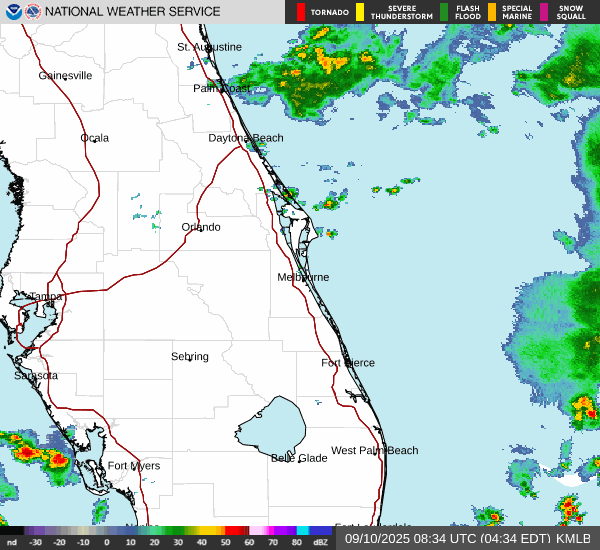 NATIONAL WEATHER SERVICE
TORNADO
SEVERE THUNDERSTORM
FLASH FLOOD
SPECIAL MARINE
SNOW SQUALL
St. Augustine
Gainesville
Palm Coast
Ocala
Daytona Beach
Orlando
Melbourne
Tampa
Sebring
Fort Pierce
Sarasota
West Palm Beach
Belle Glade
Fort Myers
nd -30 -20 -10 0 10 20 30 40 50 60 70 80 dBZ
09/10/2025 08:34 UTC (04:34 EDT) KMLB